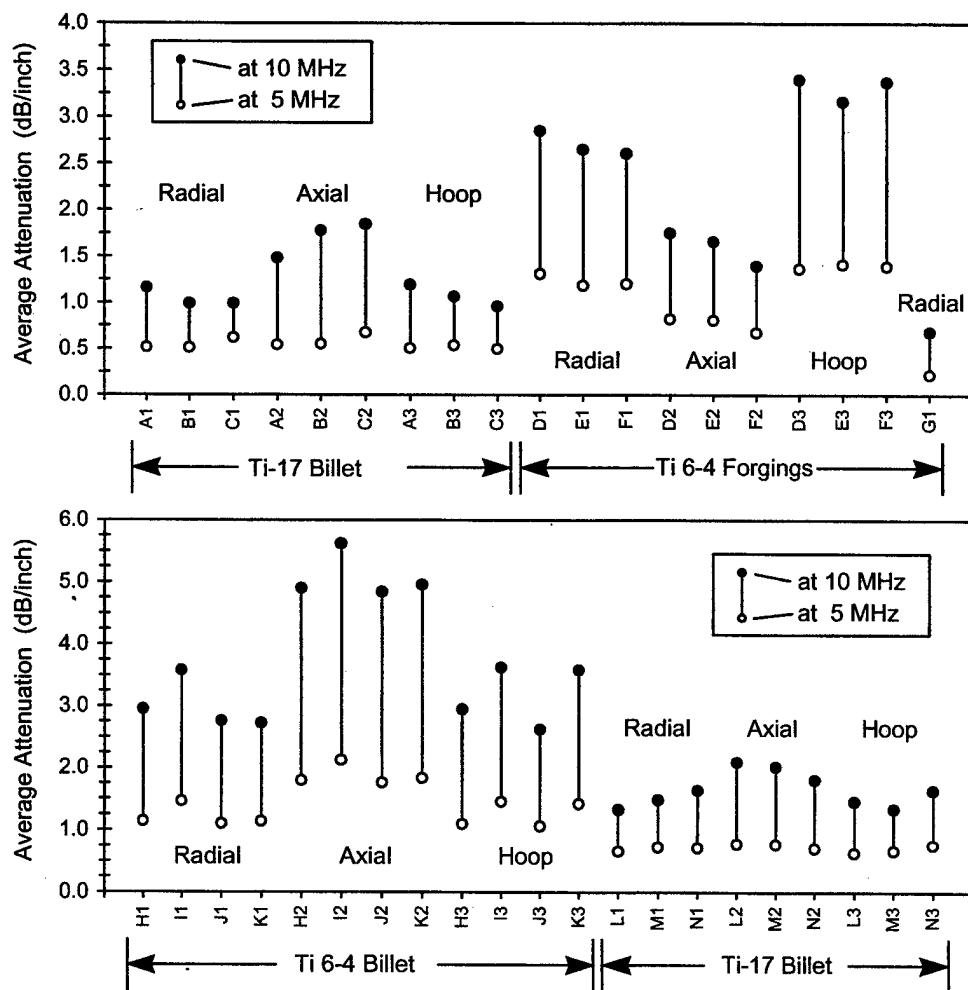 4.0
3.5
3.0
2.5
2.0
1.5
1.0
0.5
0.0
Average Attenuation (dB/inch)
at 10 MHz
at 5 MHz
Radial
Axial
Hoop
Radial
Axial
Hoop
Radial
A1 B1 C1 A2 B2 C2 A3 B3 C3 D1 E1 F1 D2 E2 F2 D3 E3 F3 G1
Ti-17 Billet
Ti 6-4 Forgings
6.0
5.0
4.0
3.0
2.0
1.0
0.0
Average Attenuation (dB/inch)
at 10 MHz
at 5 MHz
Radial
Axial
Hoop
Radial
Axial
Hoop
H1 I1 J1 K1 H2 I2 J2 K2 H3 I3 J3 K3 L1 M1 N1 L2 M2 N2 L3 M3 N3
Ti 6-4 Billet
Ti-17 Billet